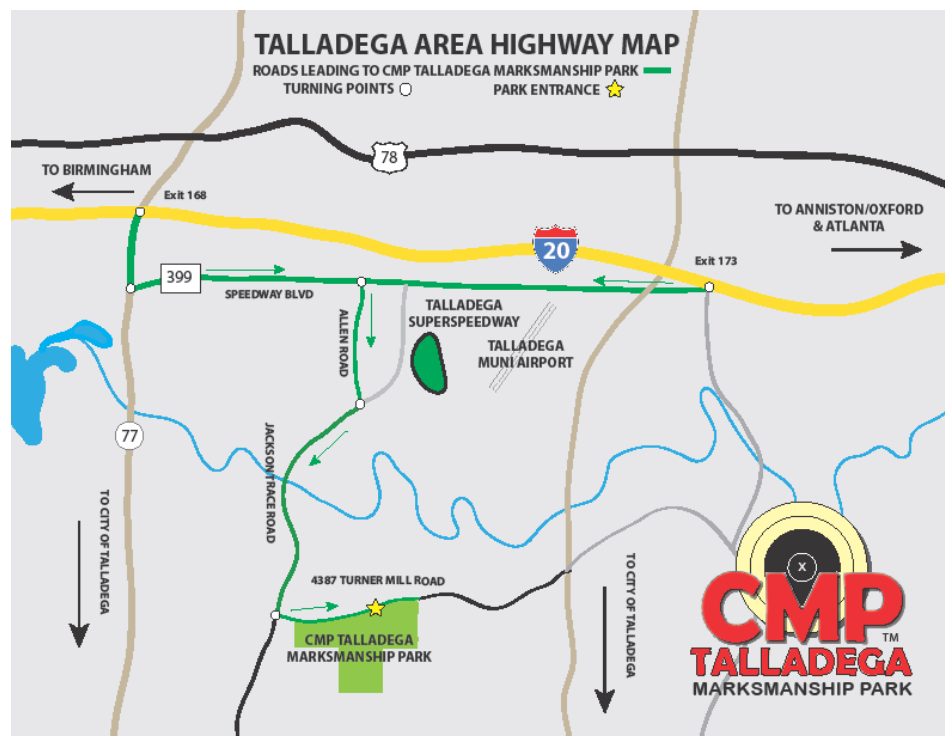 TALLADEGA AREA HIGHWAY MAP
ROADS LEADING TO CMP TALLADEGA MARKSMANSHIP PARK
TURNING POINTS
PARK ENTRANCE
78
TO BIRMINGHAM
Exit 168
TO ANNISTON/OXFORD
& ATLANTA
20
Exit 173
399
SPEEDWAY BLVD
ALLEN ROAD
TALLADEGA
SUPERSPEEDWAY
TALLADEGA
MUNI AIRPORT
77
JACKSON TRACE ROAD
TO CITY OF TALLADEGA
4387 TURNER MILL ROAD
CMP TALLADEGA
MARKSMANSHIP PARK
TO CITY OF TALLADEGA
X
CMP
TM
TALLADEGA
MARKSMANSHIP PARK